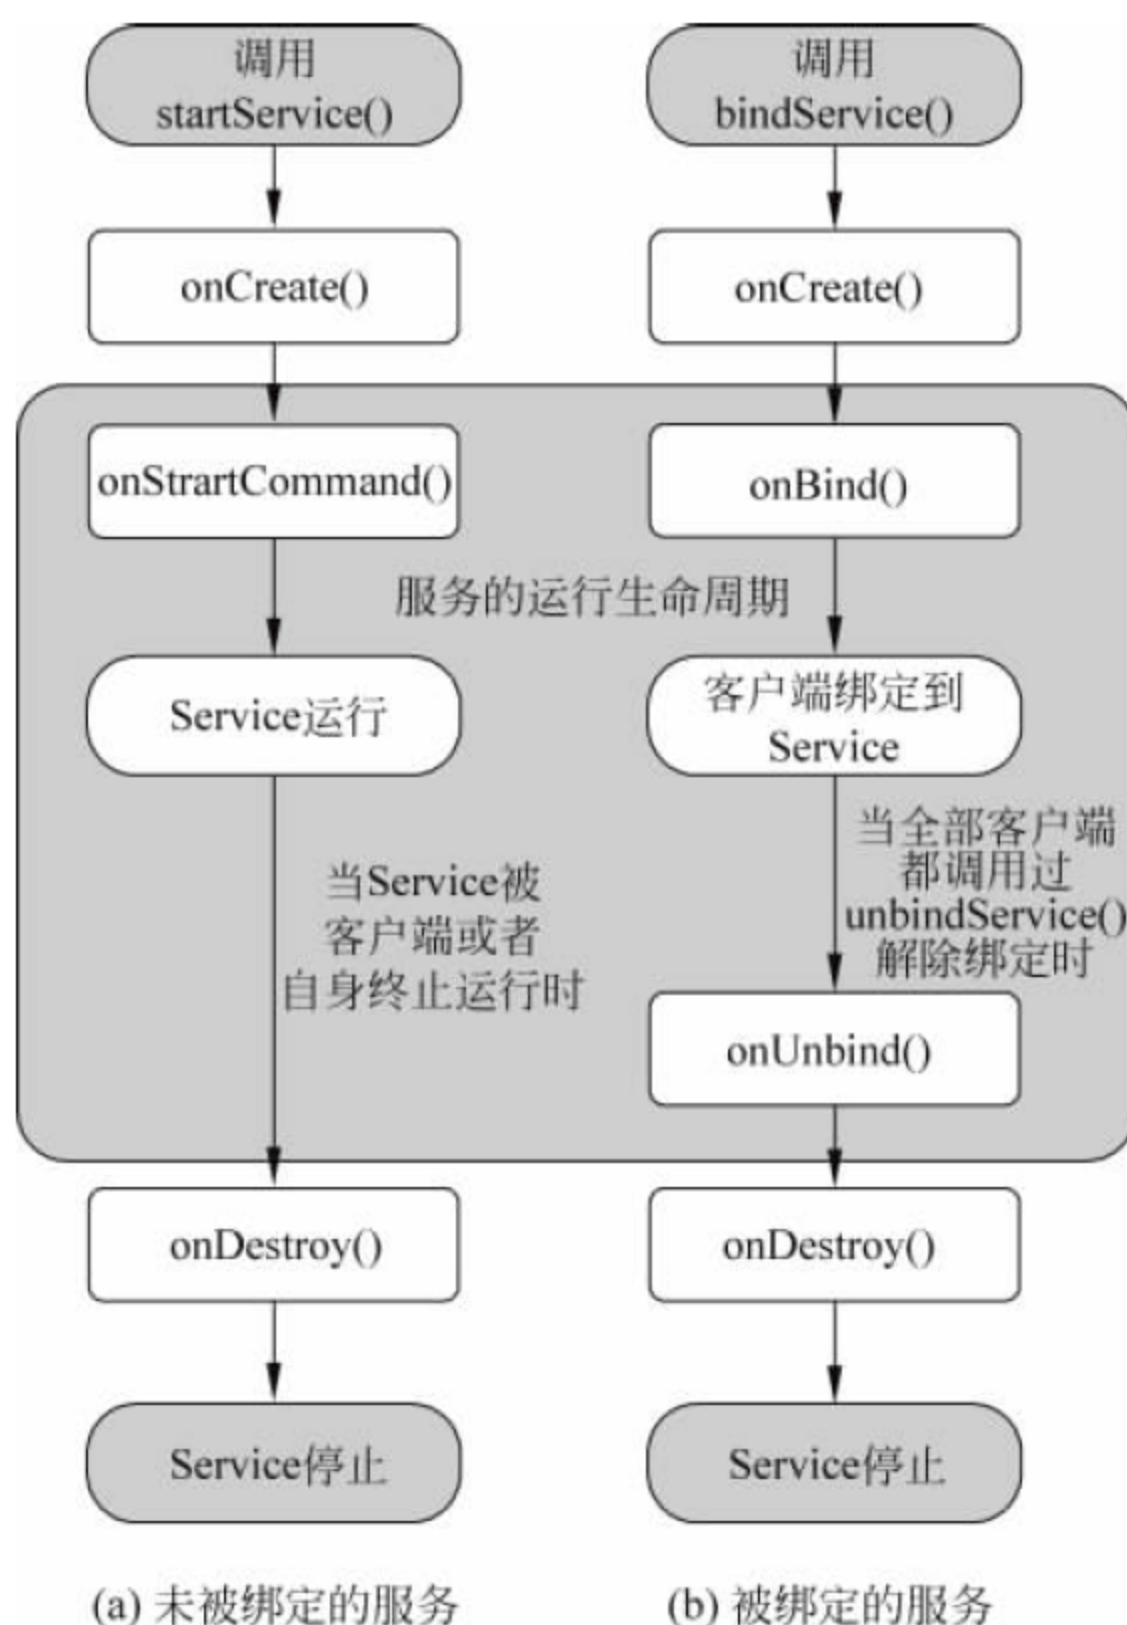 调用
startService()
调用
bindService()
onCreate()
onCreate()
onStrartCommand()
onBind()
服务的运行生命周期
Service运行
客户端绑定到
Service
当Service被
客户端或者
自身终止运行时
当全部客户端
都调用过
unbindService()
解除绑定时
onUnbind()
onDestroy()
onDestroy()
Service停止
Service停止
(a) 未被绑定的服务
(b) 被绑定的服务